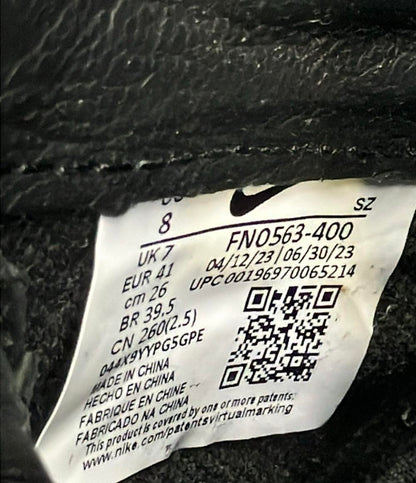 8
SZ
UK 7
EUR 41
cm 26
BR 39,5
CN 260(2.5)
044X9YYPG5GPE
FN0563-400
04/12/23 | 06/30/23
UPC 00196970065214
MADE IN CHINA
HECHO EN CHINA
FABRIQUE EN CHINE
FABRICADO NA CHINA
This product is covered by one or more patents:
www.nike.com/patentsvirtualmarking